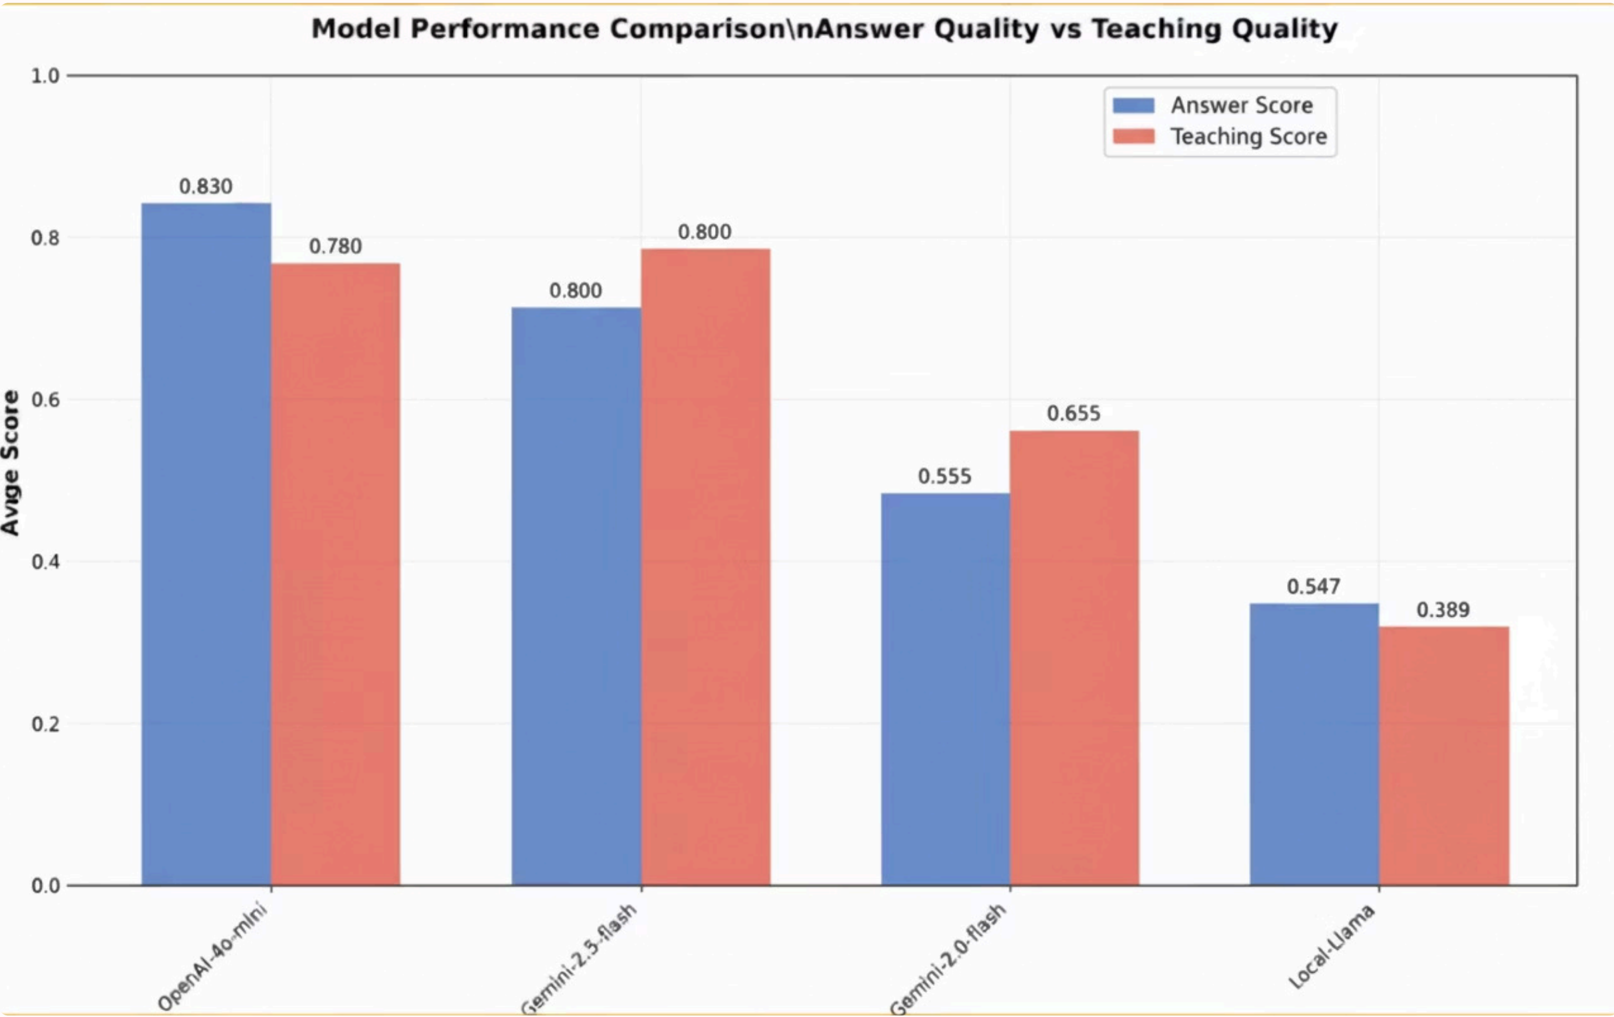 Model Performance Comparison\nAnswer Quality vs Teaching Quality
1.0
Answer Score
Teaching Score
0.830
0.8
0.780
0.800
0.800
0.6
0.655
0.555
Avnge Score
0.4
0.547
0.389
0.2
0.0
OpenAI-4o-mini
Gemini-2.5-flash
Gemini-2.0-flash
Local-Llama